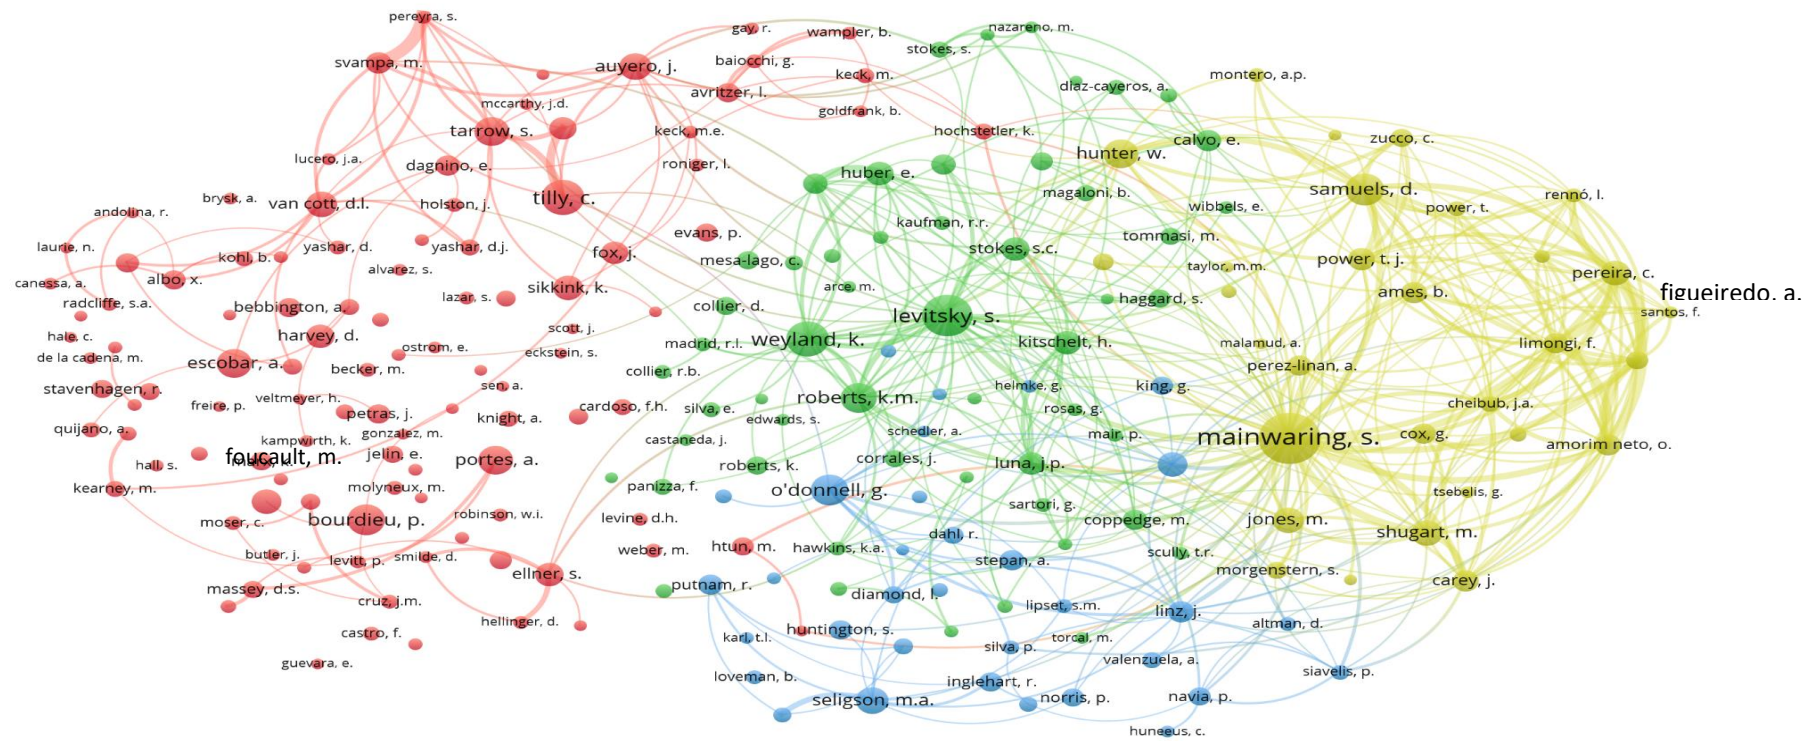 pereyra, s.
gay, r.
wampler, b.
nazareno, m.
stokes, s.
svampa, m.
auyero, j.
baiocchi, g.
keck, m.
montero, a.p.
diaz-cayeros, a.
avritzer, l.
mccarthy, j.d.
goldfrank, b.
tarrow, s.
keck, m.e.
hochstetler, k.
calvo, e.
zucco, c.
hunter, w.
lucero, j.a.
dagnino, e.
roniger, l.
huber, e.
samuels, d.
magaloni, b.
rennó, l.
brysk, a.
van cott, d.l.
holston, j.
tilly, c.
wibbels, e.
power, t.
andolina, r.
kaufman, r.r.
evans, p.
tommasi, m.
laurie, n.
yashar, d.
yashar, d.j.
fox, j.
stokes, s.c.
kohl, b.
mesa-lago, c.
power, t. j.
taylor, m.m.
alvarez, s.
pereira, c.
canessa, a.
albo, x.
sikkink, k.
arce, m.
ames, b.
figueiredo, a.
radcliffe, s.a.
bebbington, a.
lazar, s.
collier, d.
haggard, s.
santos, f.
levitsky, s.
hale, c.
harvey, d.
scott, j.
madrid, r.l.
weyland, k.
kitschelt, h.
malamud, a.
limongi, f.
de la cadena, m.
ostrom, e.
eckstein, s.
escobar, a.
becker, m.
collier, r.b.
perez-linan, a.
stavenhagen, r.
sen, a.
helmke, g.
king, g.
freire, p.
veltmeyer, h.
petras, j.
knight, a.
cardoso, f.h.
silva, e.
roberts, k.m.
rosas, g.
cheibub, j.a.
edwards, s.
quijano, a.
kampwirth, k.
gonzalez, m.
castaneda, j.
schedler, a.
mair, p.
mainwaring, s.
cox, g.
amorim neto, o.
foucault, m.
marx, k.
jelin, e.
hall, s.
portes, a.
roberts, k.
corrales, j.
luna, j.p.
kearney, m.
molyneux, m.
panizza, f.
o'donnell, g.
tsebelis, g.
sartori, g.
moser, c.
bourdieu, p.
robinson, w.i.
levine, d.h.
coppedge, m.
jones, m.
shugart, m.
dahl, r.
butler, j.
levitt, p.
smilde, d.
weber, m.
htun, m.
hawkins, k.a.
stepan, a.
scully, t.r.
ellner, s.
morgenstern, s.
carey, j.
massey, d.s.
putnam, r.
diamond, l.
cruz, j.m.
lipset, s.m.
linz, j.
hellinger, d.
altman, d.
castro, f.
huntington, s.
karl, t.l.
silva, p.
torcal, m.
guevara, e.
valenzuela, a.
siavelis, p.
loveman, b.
inglehart, r.
seligson, m.a.
norris, p.
navia, p.
huneeus, c.